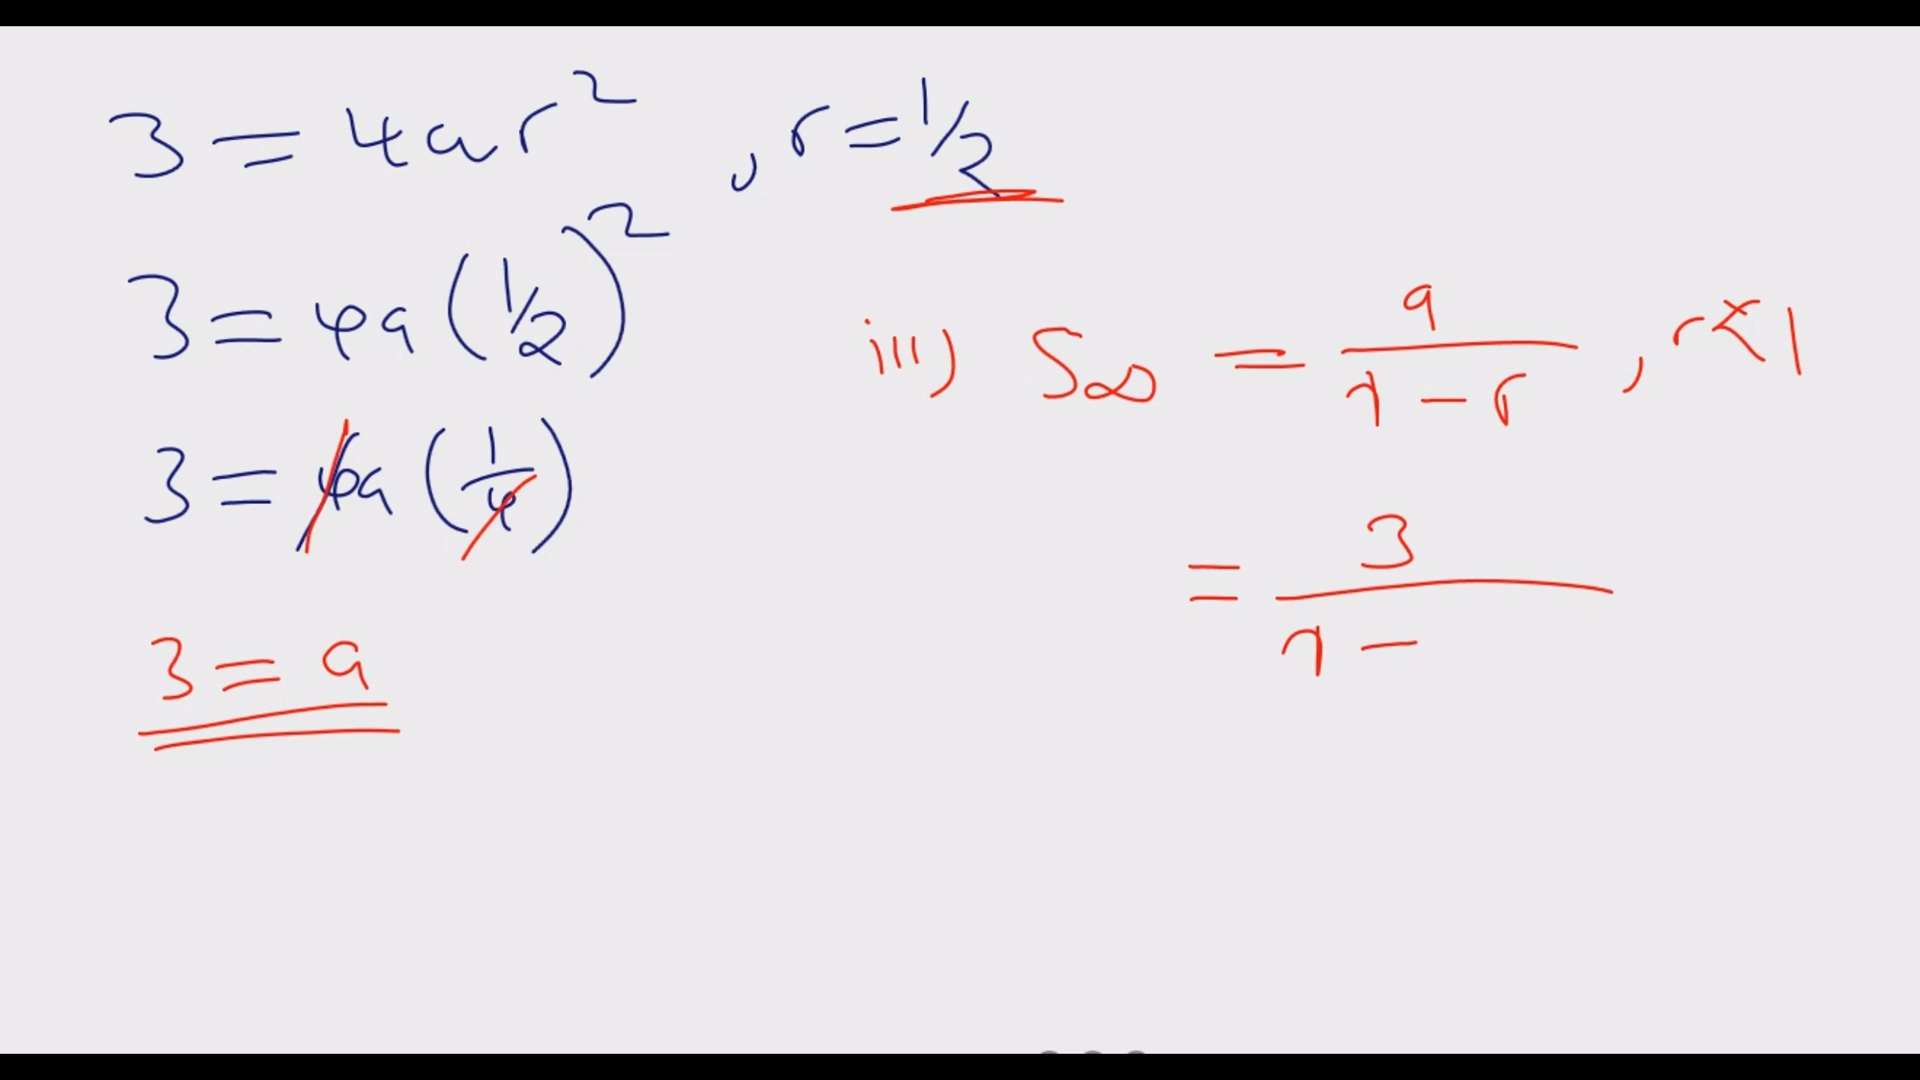 3 = 4ar² , r = 1/2
3 = 4a(1/2)²
3 = 4a(1/4)
3 = a
iii) S∞ = a/(1 - r) , r < 1
= 3/(1 -